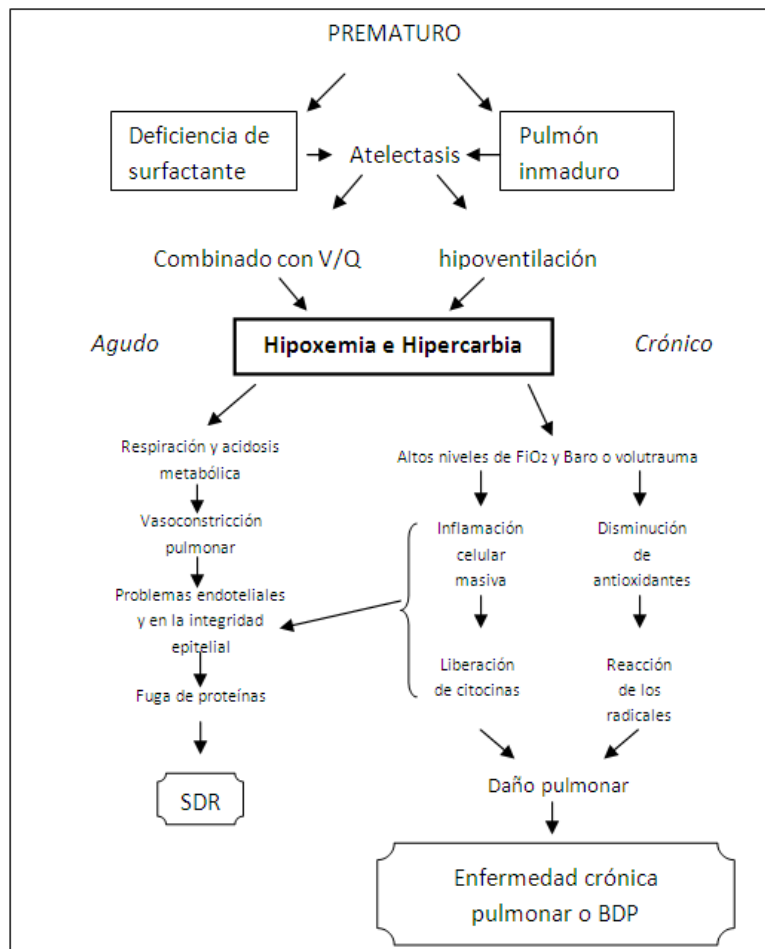 PREMATURO
Deficiencia de
surfactante
Atelectasis
Pulmón
inmaduro
Combinado con V/Q
hipoventilación
Agudo
Hipoxemia e Hipercarbia
Crónico
Respiración y acidosis
metabólica
Altos niveles de FiO₂ y Baro o volutrauma
Vasoconstricción
pulmonar
Inflamación
celular
masiva
Disminución
de
antioxidantes
Problemas endoteliales
y en la integridad
epitelial
Liberación
de citocinas
Reacción
de los
radicales
Fuga de proteínas
SDR
Daño pulmonar
Enfermedad crónica
pulmonar o BDP